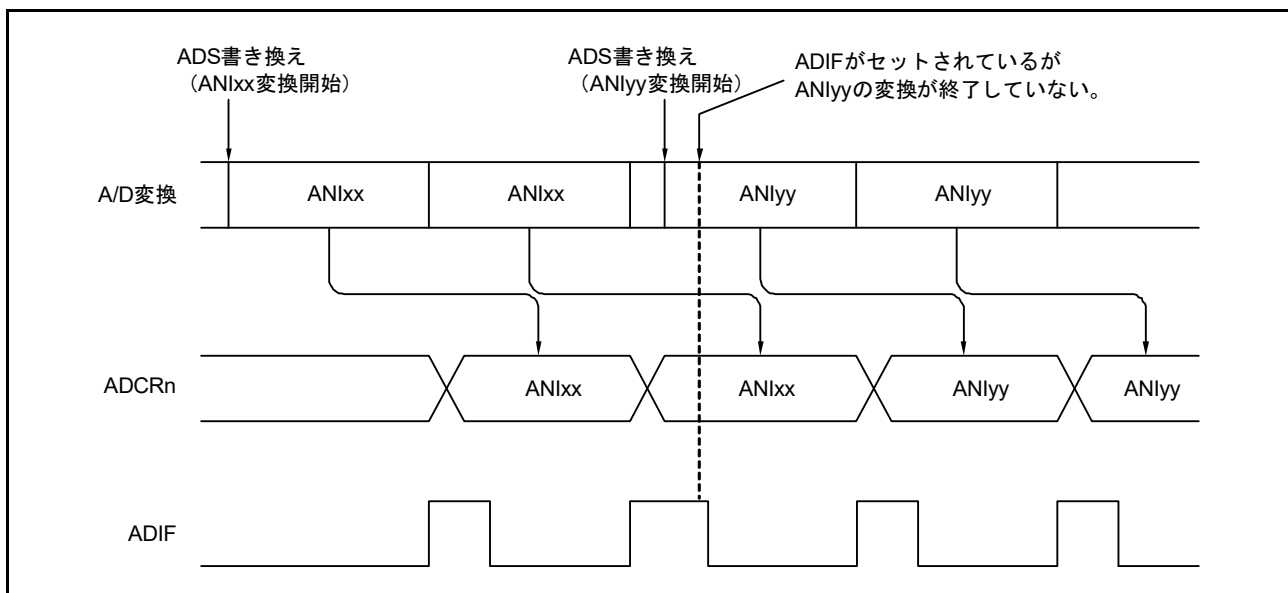 ADS書き換え
（ANIxx変換開始）
ADS書き換え
（ANIyy変換開始）
ADIFがセットされているが
ANIyyの変換が終了していない。
A/D変換
ANIxx
ANIxx
ANIyy
ANIyy
ADCRn
ANIxx
ANIxx
ANIyy
ANIyy
ADIF